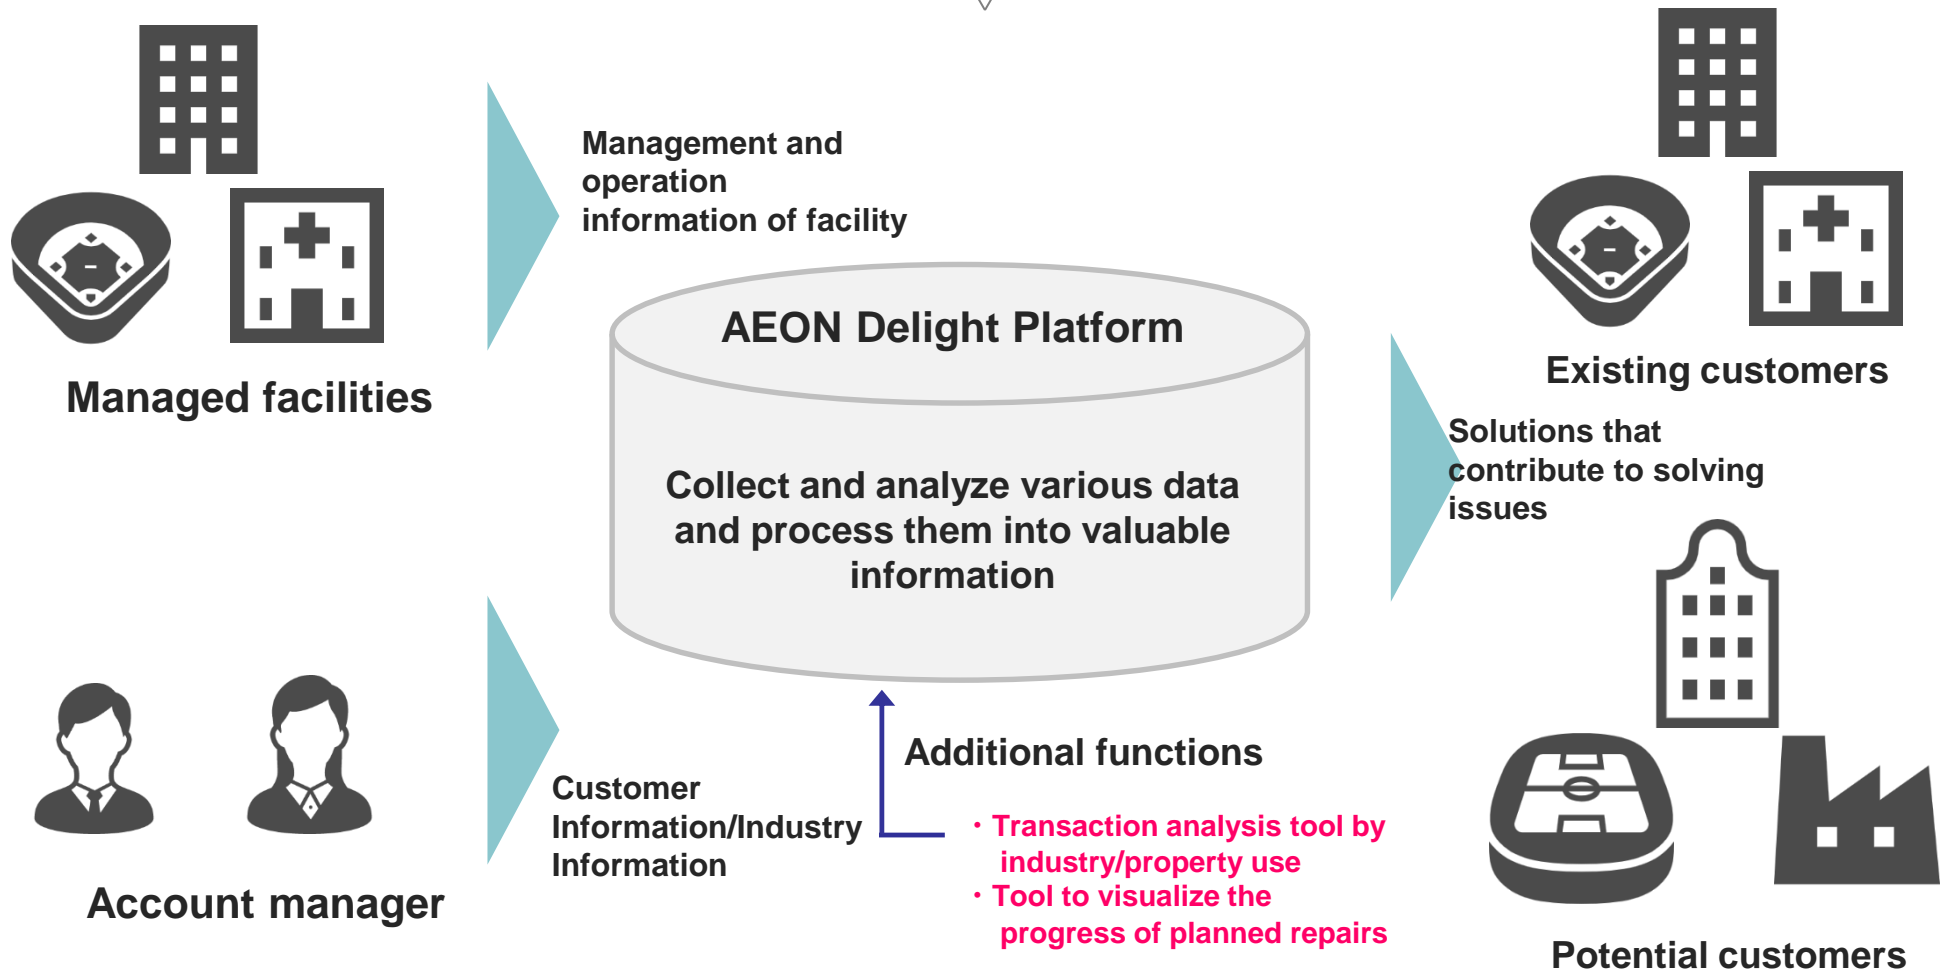 Management and
operation
information of facility
Managed facilities
AEON Delight Platform
Collect and analyze various data
and process them into valuable
information
Existing customers
Solutions that
contribute to solving
issues
Account manager
Customer
Information/Industry
Information
Additional functions
・Transaction analysis tool by
industry/property use
・Tool to visualize the
progress of planned repairs
Potential customers